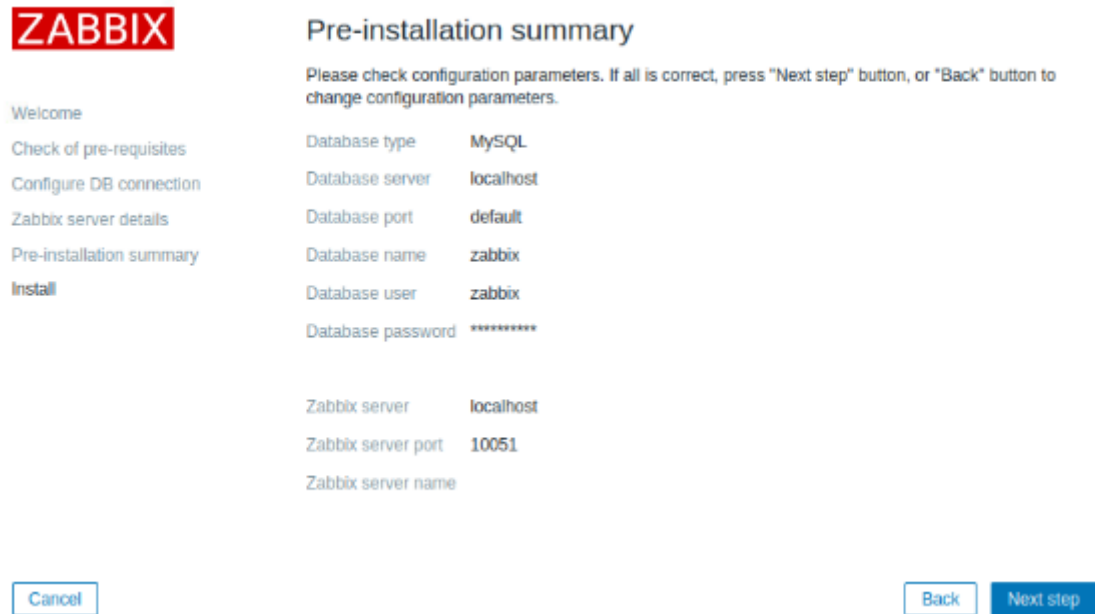 ZABBIX
Welcome
Check of pre-requisites
Configure DB connection
Zabbix server details
Pre-installation summary
Install
Pre-installation summary
Please check configuration parameters. If all is correct, press "Next step" button, or "Back" button to
change configuration parameters.
Database type MySQL
Database server localhost
Database port default
Database name zabbix
Database user zabbix
Database password **********
Zabbix server localhost
Zabbix server port 10051
Zabbix server name
Cancel Back Next step